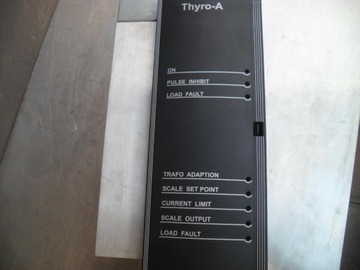 Thyro-A
ON
PULSE INHIBIT
LOAD FAULT
TRAFO ADAPTION
SCALE SET POINT
CURRENT LIMIT
SCALE OUTPUT
LOAD FAULT